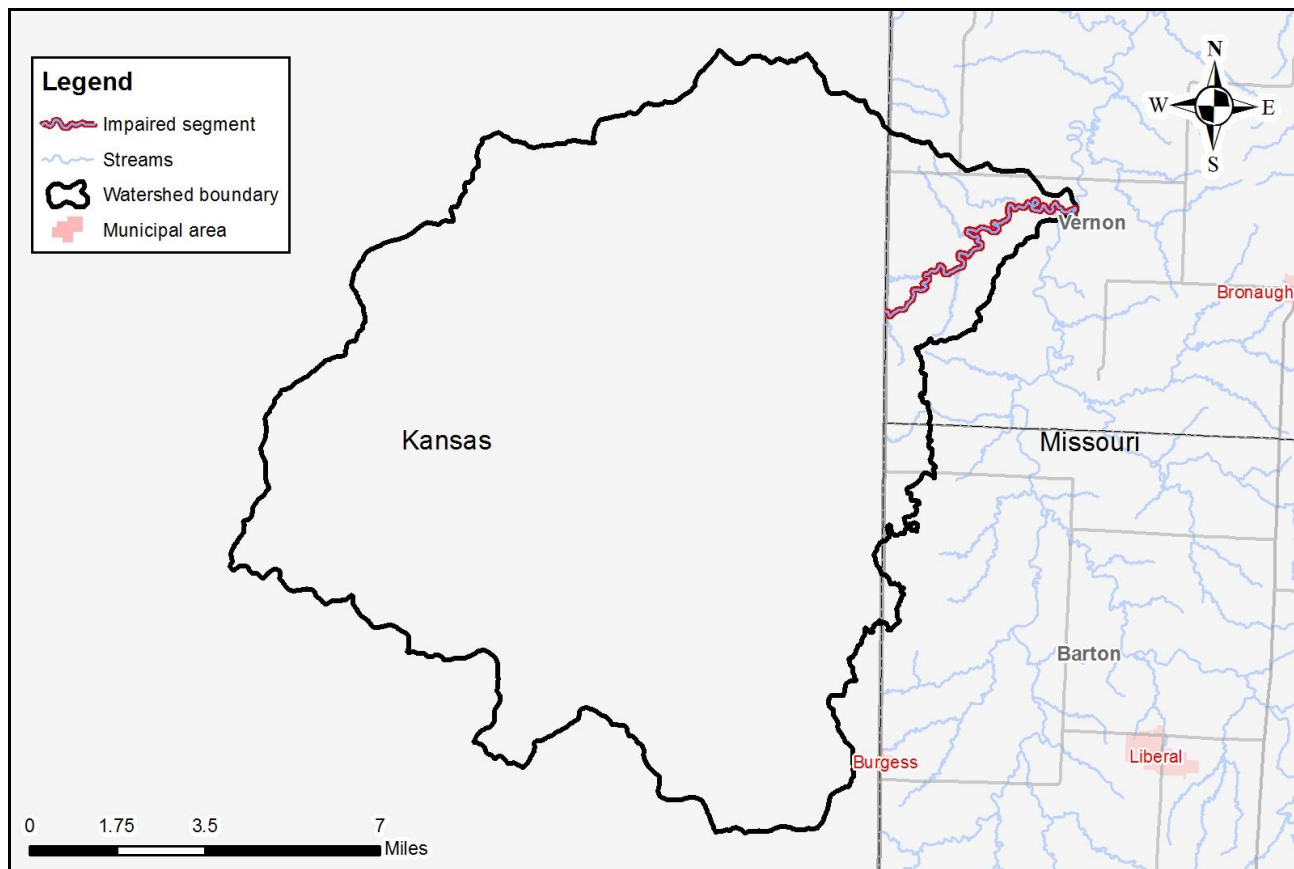 Legend
Impaired segment
Streams
Watershed boundary
Municipal area
N
W E
S
Vernon
Bronaugh
Kansas
Missouri
Barton
Burgess
Liberal
0 1.75 3.5 7
Miles